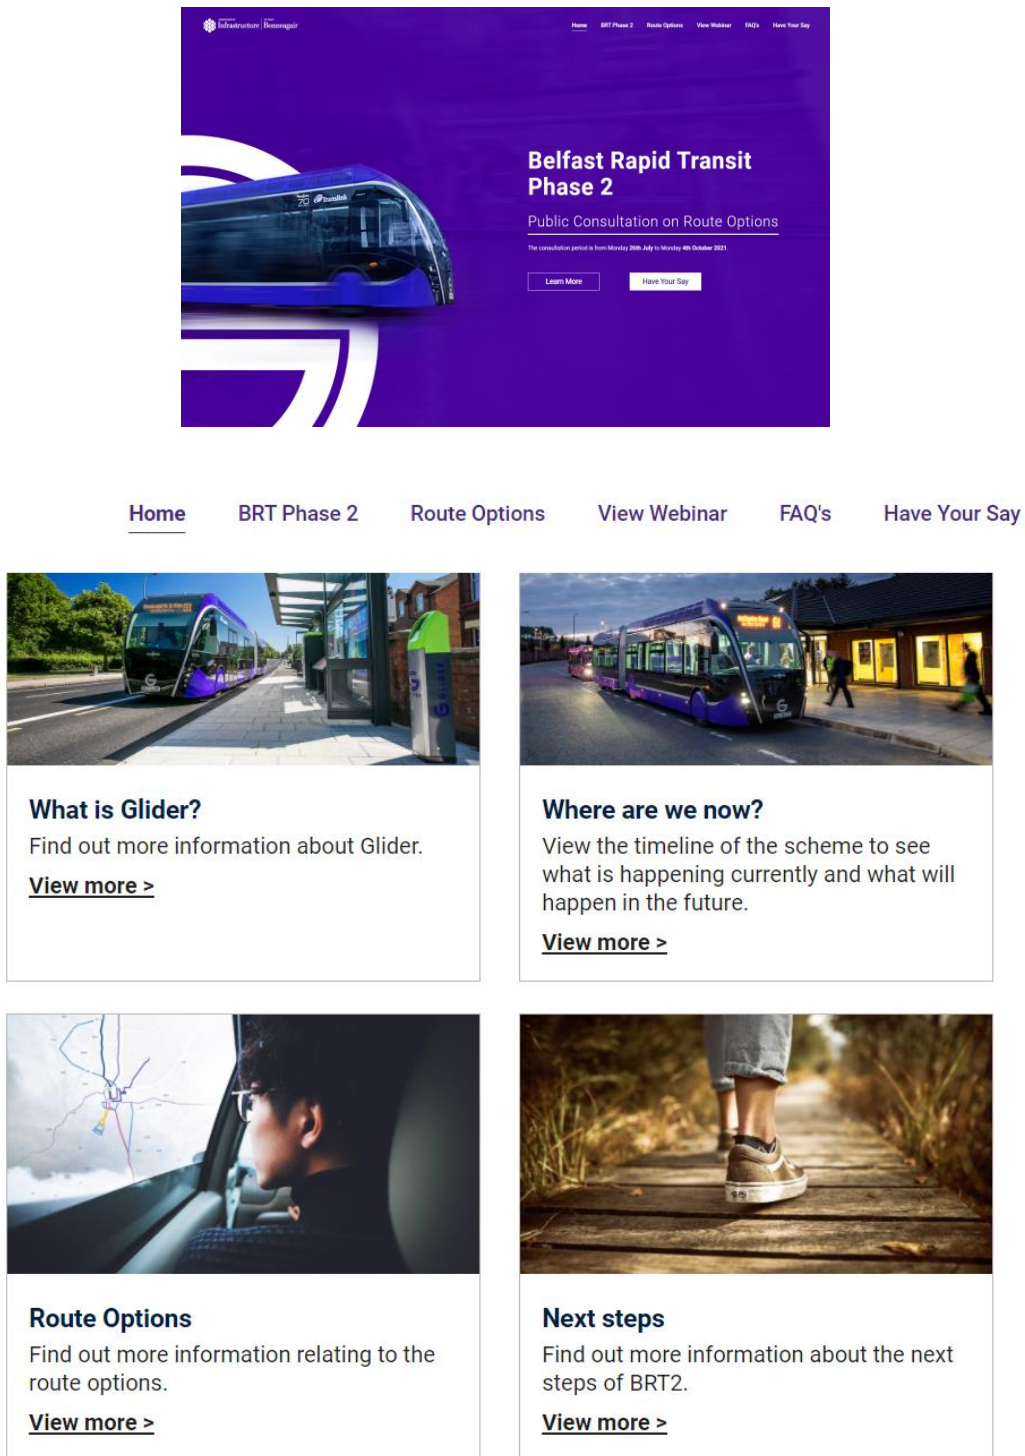 Infrastructure Bonneagair
Home BRT Phase 2 Route Options View Webinar FAQ's Have Your Say
Translink
Belfast Rapid Transit
Phase 2
Public Consultation on Route Options
The consultation period is from Monday 26th July to Monday 4th October 2021.
Learn More Have Your Say
Home BRT Phase 2 Route Options View Webinar FAQ's Have Your Say
G
GLIDER
G
What is Glider?
Find out more information about Glider.
View more >
Where are we now?
View the timeline of the scheme to see
what is happening currently and what will
happen in the future.
View more >
Route Options
Find out more information relating to the
route options.
View more >
Next steps
Find out more information about the next
steps of BRT2.
View more >